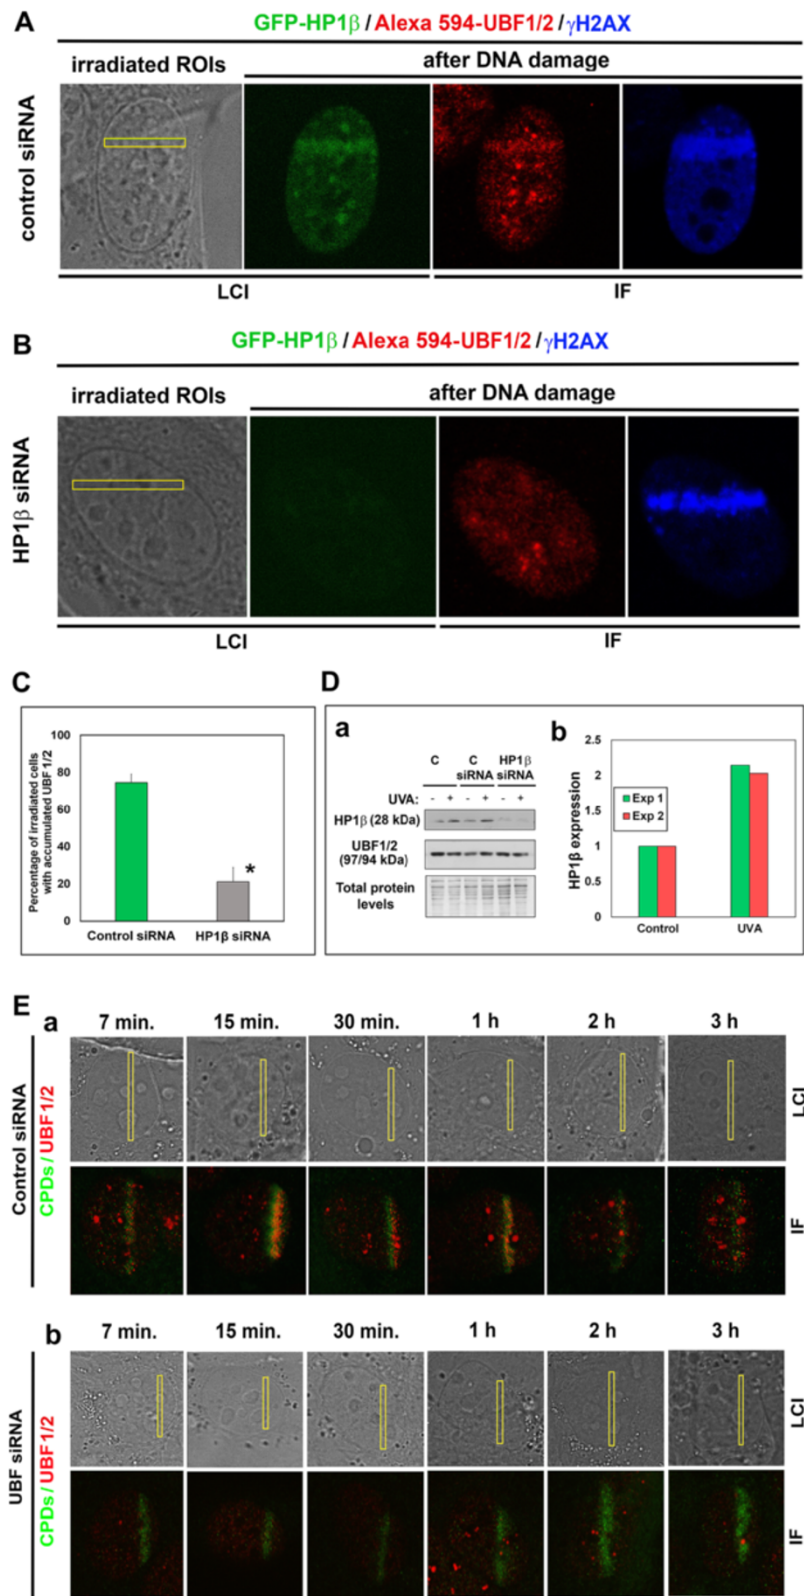 A
GFP-HP1β / Alexa 594-UBF1/2 / γH2AX
irradiated ROIs
after DNA damage
control siRNA
LCI
IF
B
GFP-HP1β / Alexa 594-UBF1/2 / γH2AX
irradiated ROIs
after DNA damage
HP1β siRNA
LCI
IF
C
Percentage of irradiated cells
with accumulated UBF 1/2
100
80
60
40
20
0
*
Control siRNA
HP1β siRNA
D
a
C
C siRNA
HP1β siRNA
UVA: - + - + - +
HP1β (28 kDa)
UBF1/2
(97/94 kDa)
Total protein
levels
b
HP1β expression
2.5
2
1.5
1
0.5
0
Exp 1
Exp 2
Control
UVA
E
a
7 min.
15 min.
30 min.
1 h
2 h
3 h
Control siRNA
CPDs / UBF1/2
LCI
IF
b
7 min.
15 min.
30 min.
1 h
2 h
3 h
UBF siRNA
CPDs / UBF1/2
LCI
IF